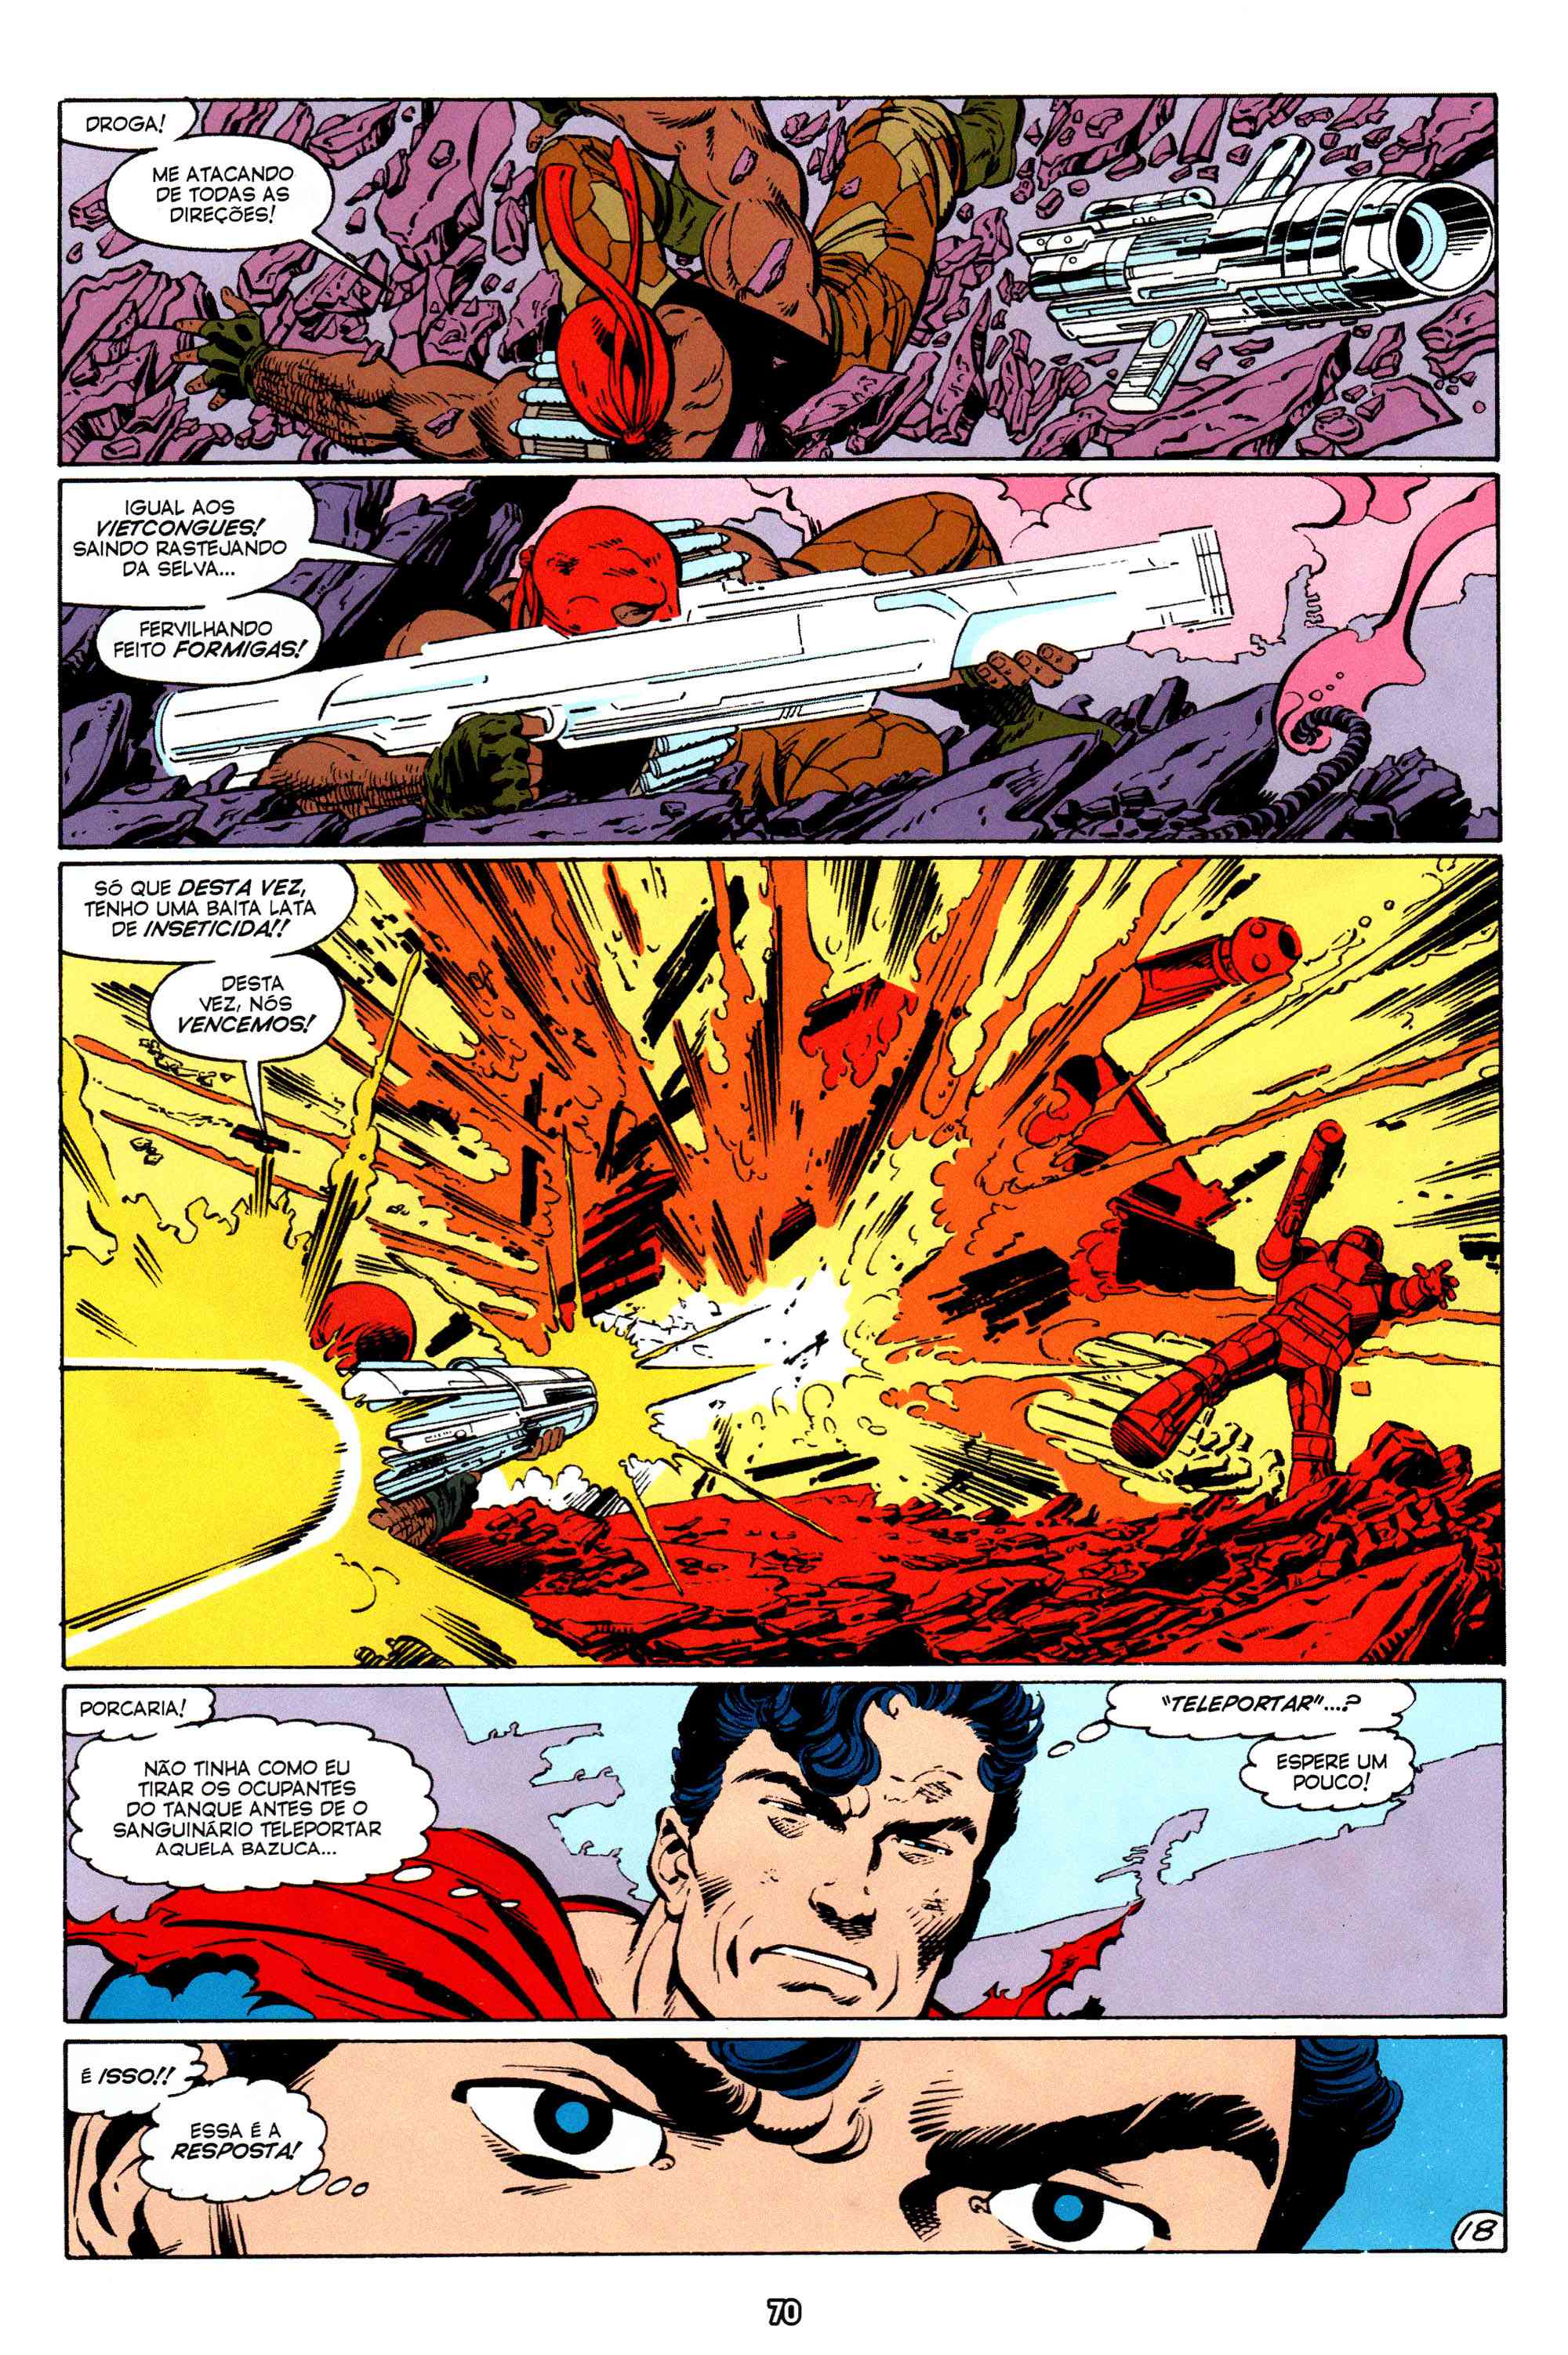 DROGA!
ME ATACANDO
DE TODAS AS
DIREÇÕES!
IGUAL AOS
VIETCONGUES!
SAINDO RASTEJANDO
DA SELVA...
FERVILHANDO
FEITO FORMIGAS!
SÓ QUE DESTA VEZ,
TENHO UMA BAITA LATA
DE INSETICIDA!!
DESTA
VEZ, NÓS
VENCEMOS!
PORCARIA!
NÃO TINHA COMO EU
TIRAR OS OCUPANTES
DO TANQUE ANTES DE O
SANGUINÁRIO TELEPORTAR
AQUELA BAZUCA...
"TELEPORTAR"...?
ESPERE UM
POUCO!
É ISSO!!
ESSA É A
RESPOSTA!
18
70